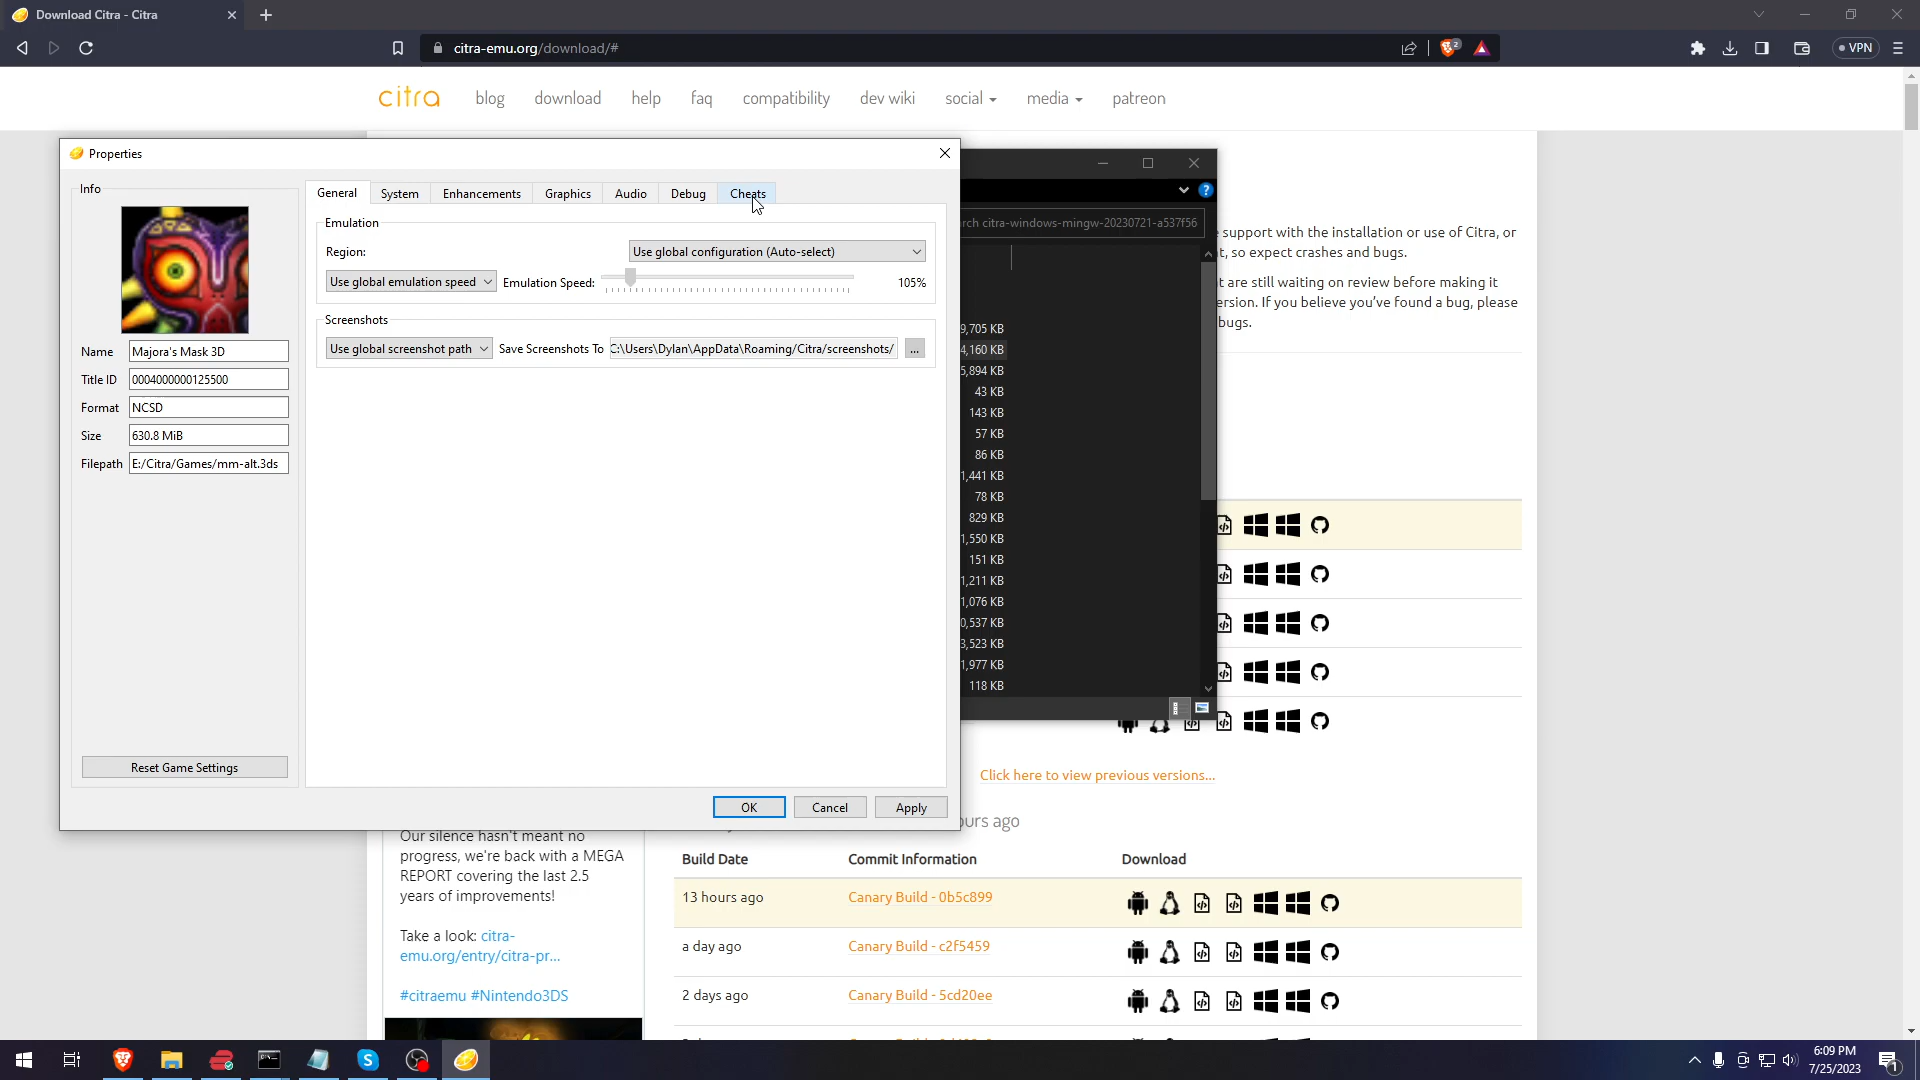 Download Citra - Citra
citra-emu.org/download/#
2
VPN
citra
blog
download
help
faq
compatibility
dev wiki
social
media
patreon
Properties
Info
Name
Majora's Mask 3D
Title ID
0004000000125500
Format
NCSD
Size
630.8 MiB
Filepath
E:/Citra/Games/mm-alt.3ds
Reset Game Settings
General
System
Enhancements
Graphics
Audio
Debug
Cheats
Emulation
Region:
Use global configuration (Auto-select)
Use global emulation speed
Emulation Speed:
105%
Screenshots
Use global screenshot path
Save Screenshots To
C:\Users\Dylan\AppData\Roaming/Citra/screenshots/
...
OK
Cancel
Apply
citra-windows-mingw-20230721-a537f56
9,705 KB
4,160 KB
5,894 KB
43 KB
143 KB
57 KB
86 KB
1,441 KB
78 KB
829 KB
1,550 KB
151 KB
1,211 KB
1,076 KB
0,537 KB
3,523 KB
1,977 KB
118 KB
support with the installation or use of Citra, or
, so expect crashes and bugs.
are still waiting on review before making it
. If you believe you've found a bug, please
bugs.
Click here to view previous versions...
ago
Build Date
Commit Information
Download
13 hours ago
Canary Build - 0b5c899
a day ago
Canary Build - c2f5459
2 days ago
Canary Build - 5cd20ee
Our silence hasn't meant no
progress, we're back with a MEGA
REPORT covering the last 2.5
years of improvements!
Take a look: citra-
emu.org/entry/citra-pr...
#citraemu #Nintendo3DS
6:09 PM
7/25/2023
1